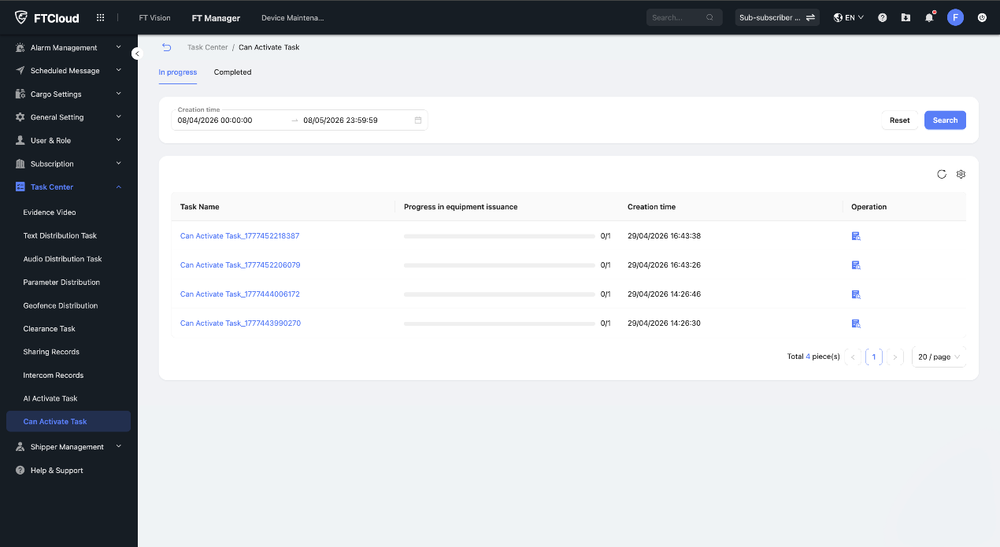 FTCloud
FT Vision
FT Manager
Device Maintena...
Search...
Sub-subscriber ...
EN
F
Alarm Management
Scheduled Message
Cargo Settings
General Setting
User & Role
Subscription
Task Center
Evidence Video
Text Distribution Task
Audio Distribution Task
Parameter Distribution
Geofence Distribution
Clearance Task
Sharing Records
Intercom Records
AI Activate Task
Can Activate Task
Shipper Management
Help & Support
Task Center / Can Activate Task
In progress Completed
Creation time
08/04/2026 00:00:00 → 08/05/2026 23:59:59
Reset Search
Task Name Progress in equipment issuance Creation time Operation
Can Activate Task_1777452218387 0/1 29/04/2026 16:43:38
Can Activate Task_1777452206079 0/1 29/04/2026 16:43:26
Can Activate Task_1777444006172 0/1 29/04/2026 14:26:46
Can Activate Task_1777443990270 0/1 29/04/2026 14:26:30
Total 4 piece(s) < 1 > 20 / page